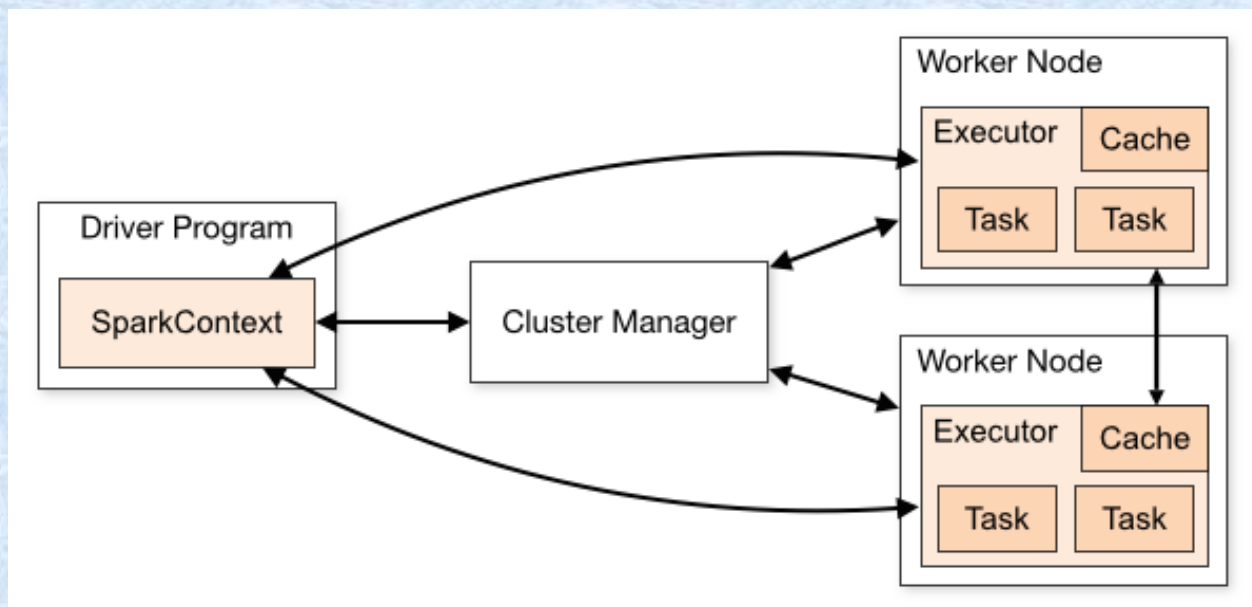 Driver Program
SparkContext
Cluster Manager
Worker Node
Executor
Cache
Task
Task
Worker Node
Executor
Cache
Task
Task